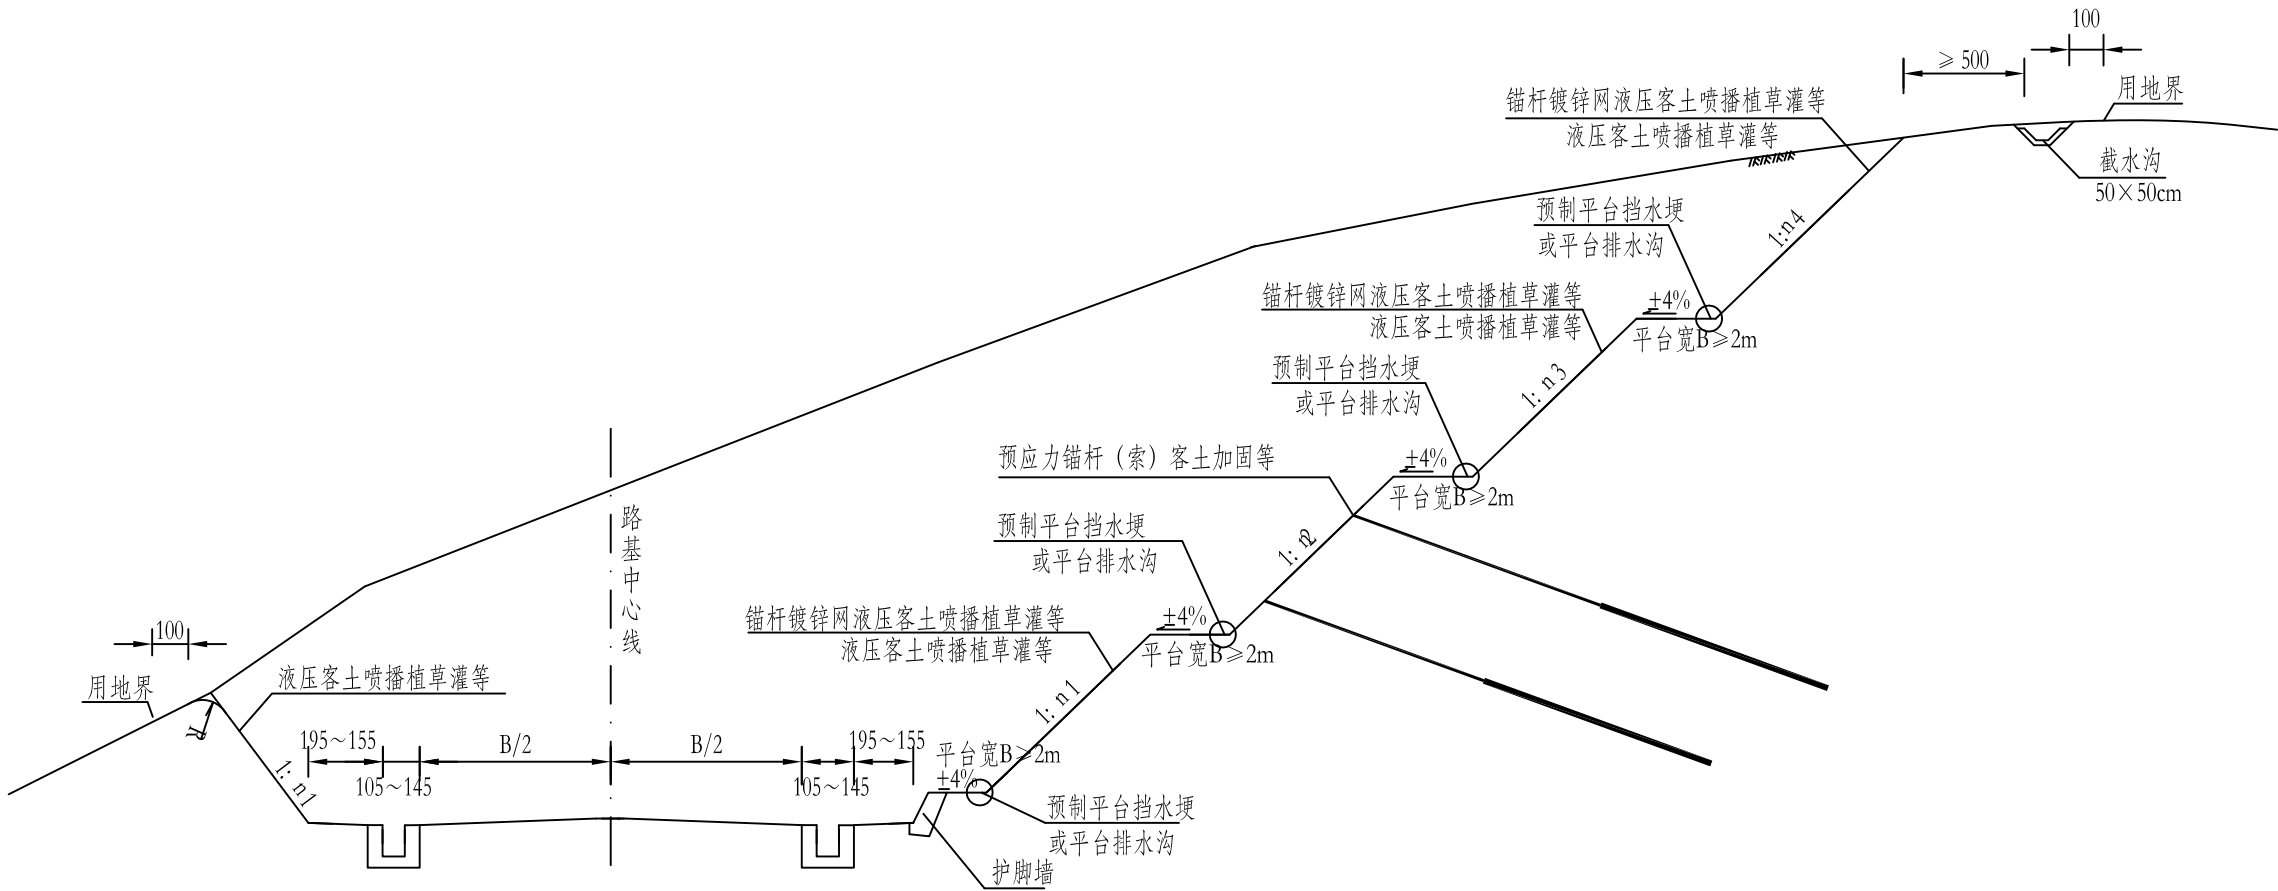 100
≥500
用地界
锚杆镀锌网液压客土喷播植草灌等
液压客土喷播植草灌等
截水沟
50×50cm
预制平台挡水埂
或平台排水沟
1:n4
锚杆镀锌网液压客土喷播植草灌等
液压客土喷播植草灌等
±4%
平台宽B≥2m
预制平台挡水埂
或平台排水沟
1:n3
预应力锚杆（索）客土加固等
±4%
平台宽B≥2m
预制平台挡水埂
或平台排水沟
1:n2
路基中心线
锚杆镀锌网液压客土喷播植草灌等
液压客土喷播植草灌等
±4%
平台宽B≥2m
100
用地界
液压客土喷播植草灌等
R
1:n1
1:n1
195～155
B/2
B/2
195～155
平台宽B≥2m
105～145
105～145
±4%
预制平台挡水埂
或平台排水沟
护脚墙